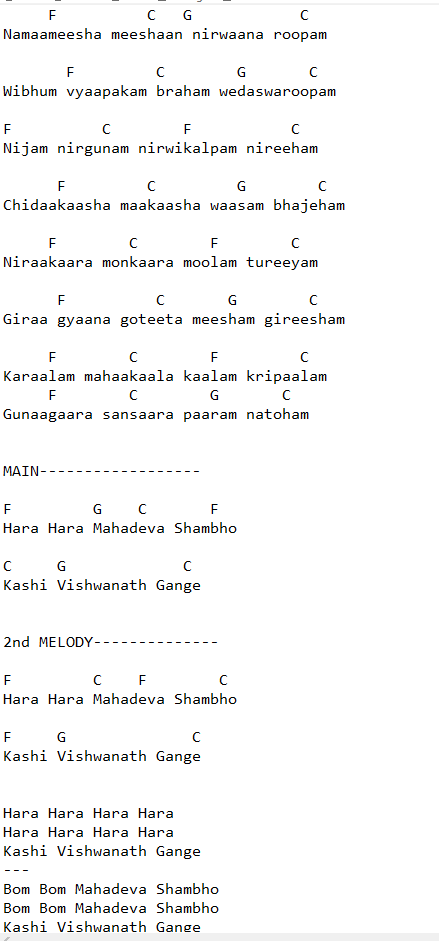 F C G C
Namaameesha meeshaan nirwaana roopam
F C G C
Wibhum vyaapakam braham wedaswaroopam
F C F C
Nijam nirgunam nirwikalpam nireeham
F C G C
Chidaakaasha maakaasha waasam bhajeham
F C F C
Niraakaara monkaara moolam tureeyam
F C G C
Giraa gyaana goteeta meesham gireesham
F C F C
Karaalam mahaakaala kaalam kripaalam
F C G C
Gunaagaara sansaara paaram natoham
MAIN------------------
F G C F
Hara Hara Mahadeva Shambho
C G C
Kashi Vishwanath Gange
2nd MELODY--------------
F C F C
Hara Hara Mahadeva Shambho
F G C
Kashi Vishwanath Gange
Hara Hara Hara Hara
Hara Hara Hara Hara
Kashi Vishwanath Gange
---
Bom Bom Mahadeva Shambho
Bom Bom Mahadeva Shambho
Kashi Vishwanath Gange